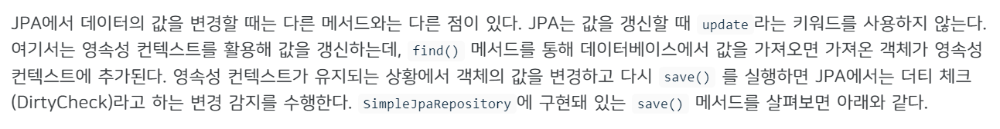 JPA에서 데이터의 값을 변경할 때는 다른 메서드와는 다른 점이 있다. JPA는 값을 갱신할 때 update 라는 키워드를 사용하지 않는다.
여기서는 영속성 컨텍스트를 활용해 값을 갱신하는데, find() 메서드를 통해 데이터베이스에서 값을 가져오면 가져온 객체가 영속성
컨텍스트에 추가된다. 영속성 컨텍스트가 유지되는 상황에서 객체의 값을 변경하고 다시 save() 를 실행하면 JPA에서는 더티 체크
(DirtyCheck)라고 하는 변경 감지를 수행한다. SimpleJpaRepository 에 구현돼 있는 save() 메서드를 살펴보면 아래와 같다.